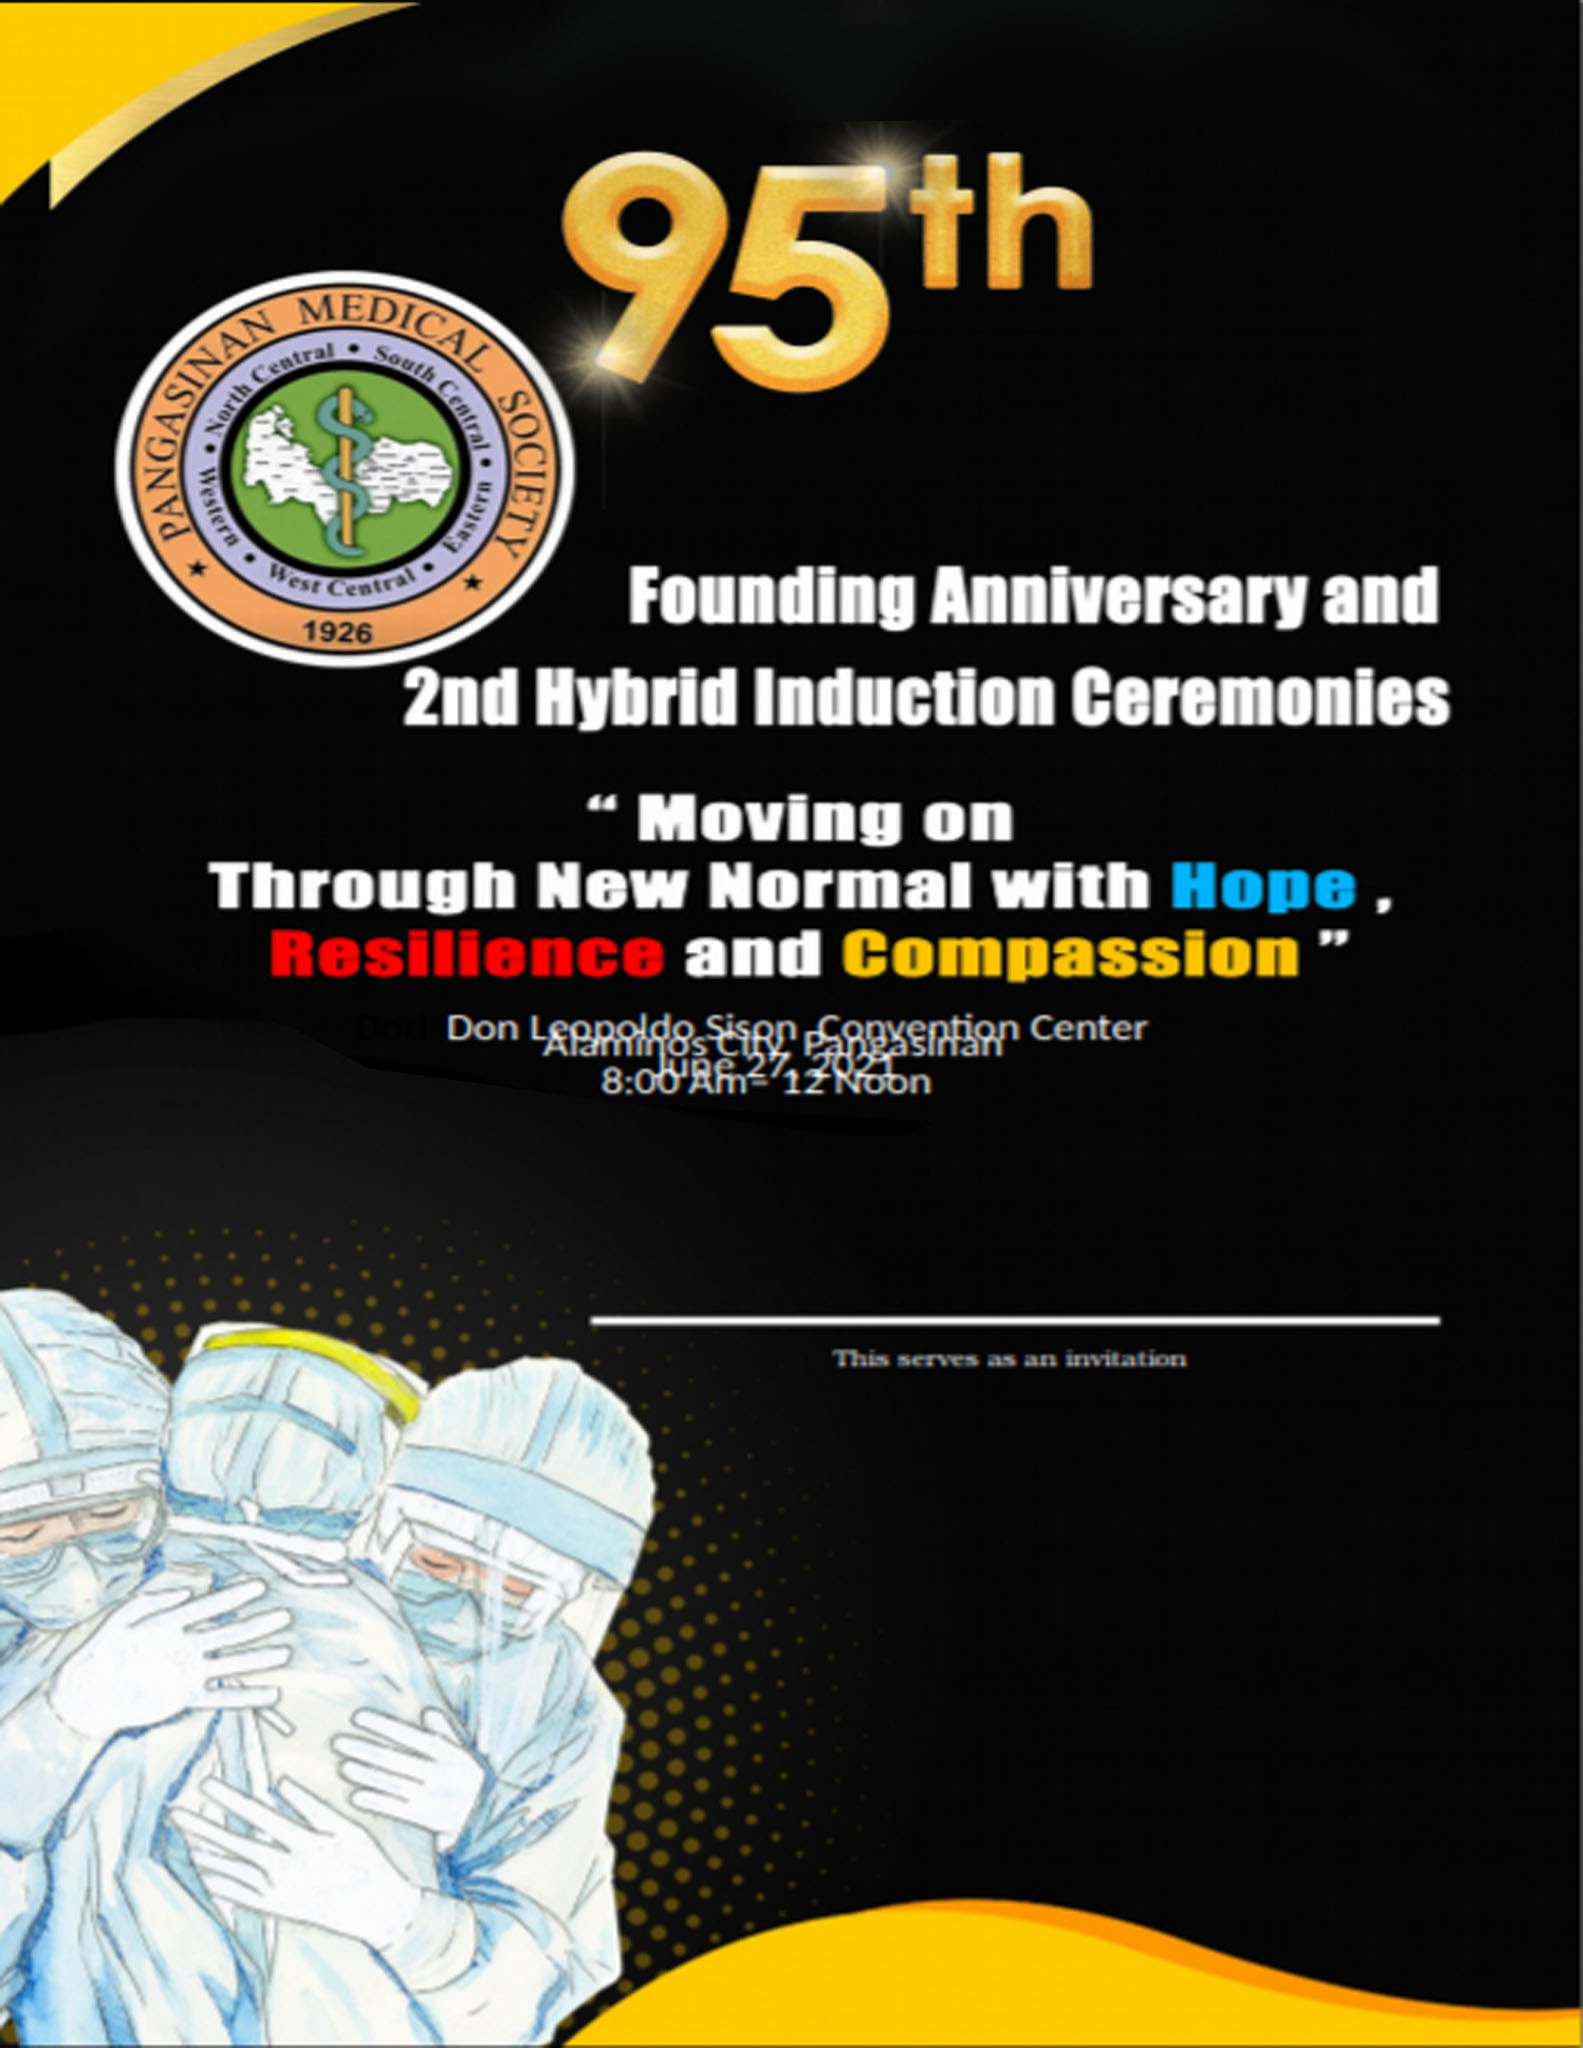 95th
PANGASINAN MEDICAL SOCIETY
North Central • South Central • Eastern • West Central • Western
1926
Founding Anniversary and
2nd Hybrid Induction Ceremonies
“ Moving on
Through New Normal with Hope ,
Resilience and Compassion ”
Don Leopoldo Sison Convention Center
Alaminos City, Pangasinan
June 27, 2021
8:00 Am- 12 Noon
This serves as an invitation